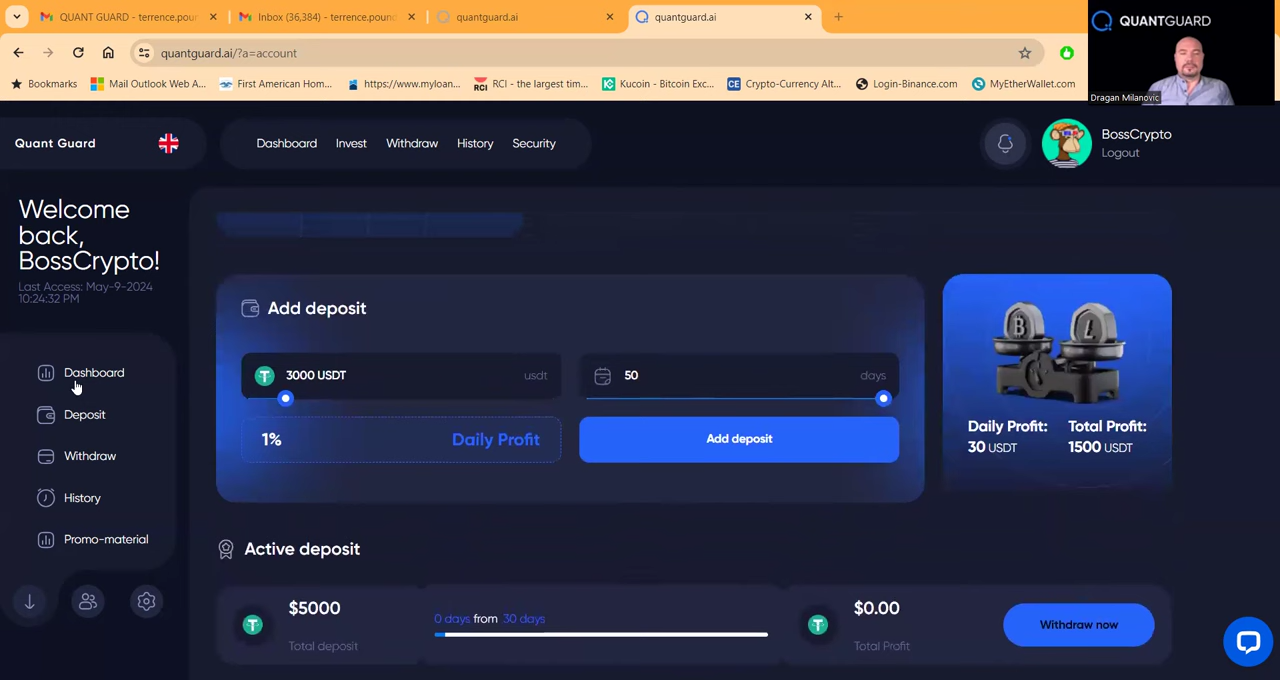 QUANT GUARD - terrence.poun
Inbox (36,384) - terrence.pound
quantguard.ai
quantguard.ai
quantguard.ai/?a=account
Bookmarks
Mail Outlook Web A...
First American Hom...
https://www.myloan...
RCI - the largest tim...
Kucoin - Bitcoin Exc...
Crypto-Currency Alt...
Login-Binance.com
MyEtherWallet.com
QUANTGUARD
Dragan Milanovic
Quant Guard
Dashboard
Invest
Withdraw
History
Security
BossCrypto
Logout
Welcome
back,
BossCrypto!
Last Access: May-9-2024
10:24:32 PM
Dashboard
Deposit
Withdraw
History
Promo-material
Add deposit
3000 USDT
usdt
50
days
1%
Daily Profit
Add deposit
Daily Profit:
30 USDT
Total Profit:
1500 USDT
Active deposit
$5000
Total deposit
0 days from 30 days
$0.00
Total Profit
Withdraw now